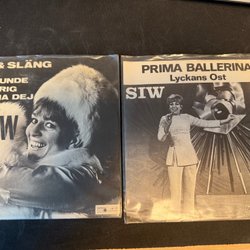 & SLÄNG
UNDE
RIG
A DEJ
W
PRIMA BALLERINA
Lyckans Ost
SIW